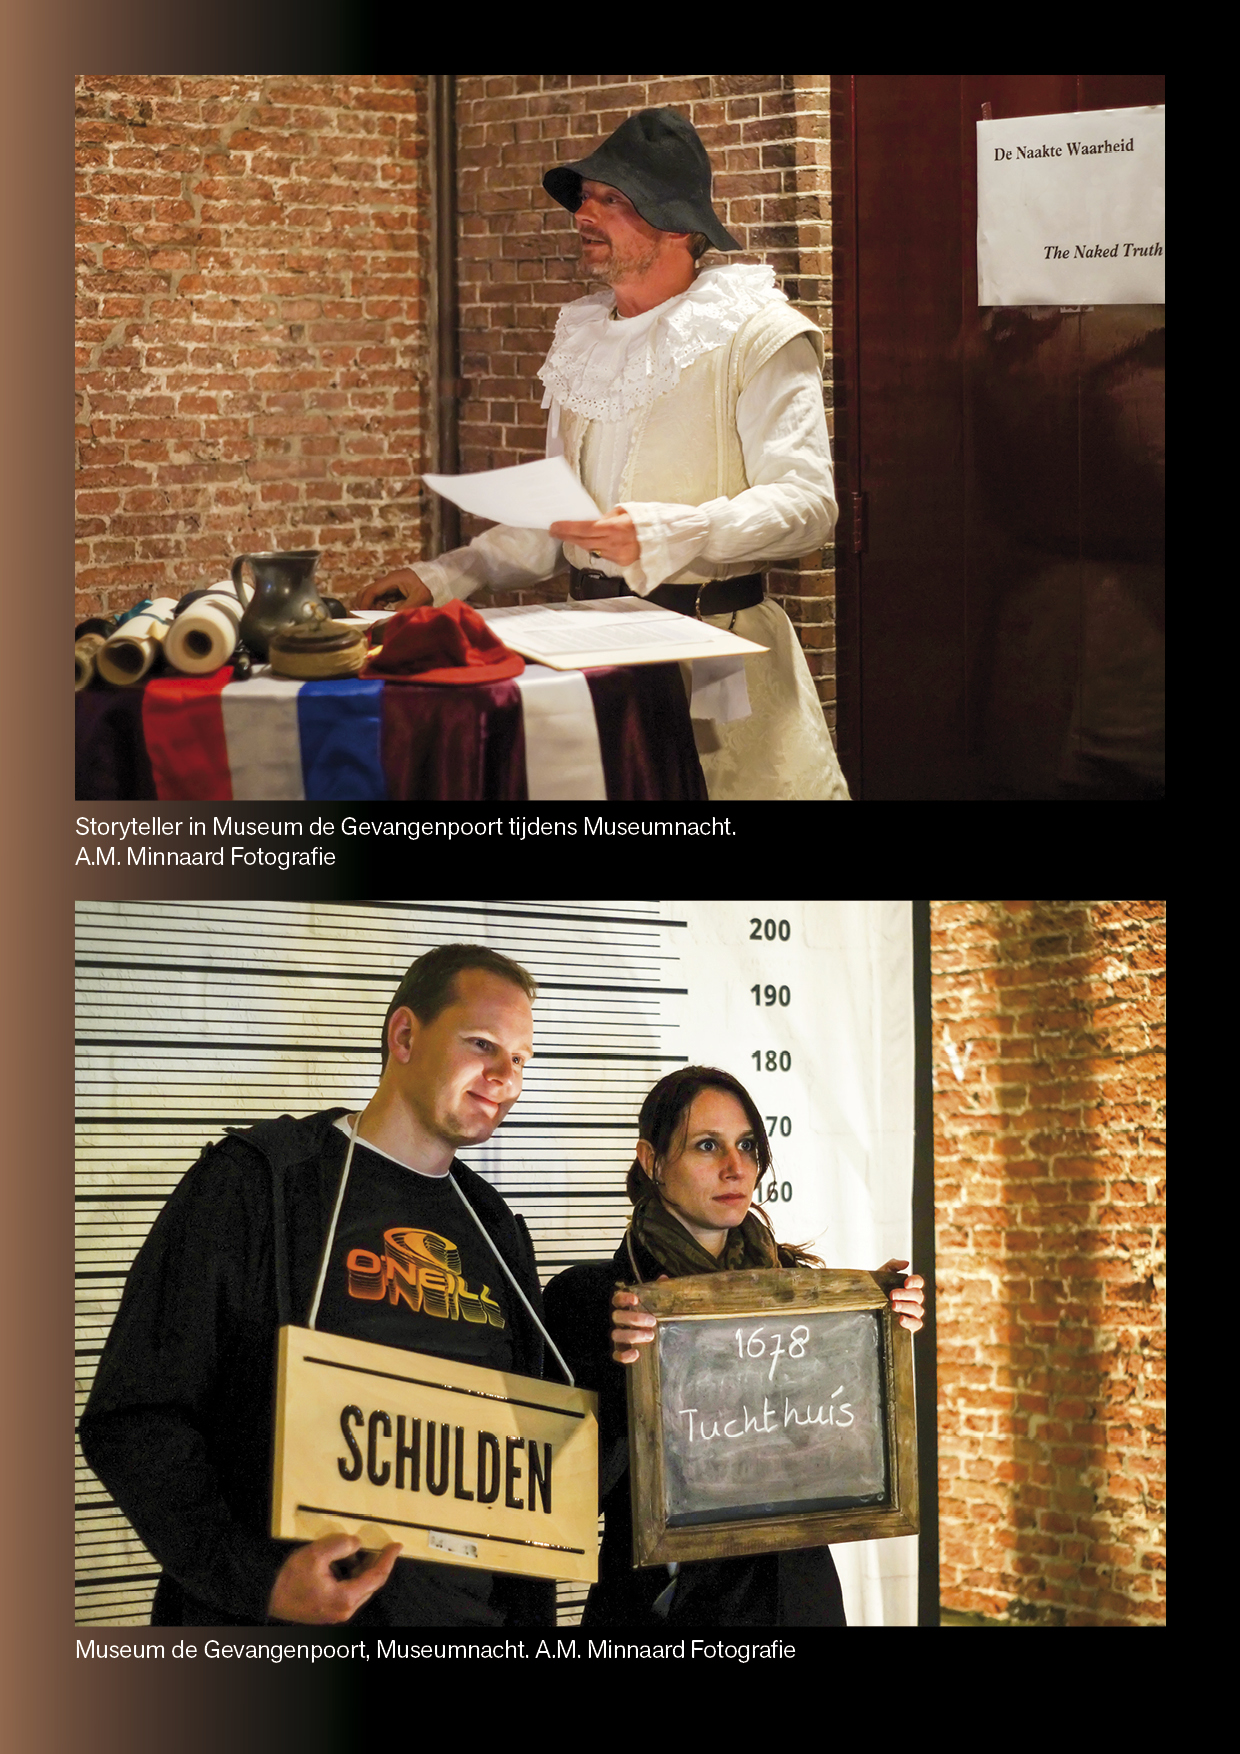 De Naakte Waarheid
The Naked Truth
Storyteller in Museum de Gevangenpoort tijdens Museumnacht.
A.M. Minnaard Fotografie
200
190
180
70
160
O'NEILL
1678
Tuchthuis
SCHULDEN
Museum de Gevangenpoort, Museumnacht. A.M. Minnaard Fotografie